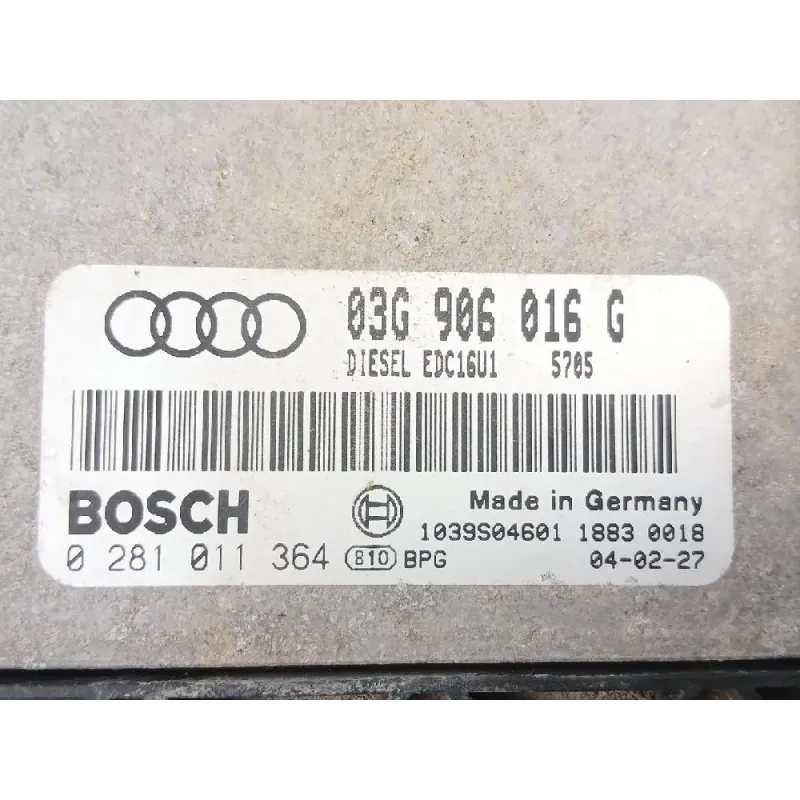 03G 906 016 G
DIESEL EDC16U1 5705
BOSCH
Made in Germany
1039S04601 1883 0018
0 281 011 364 810 BPG 04-02-27